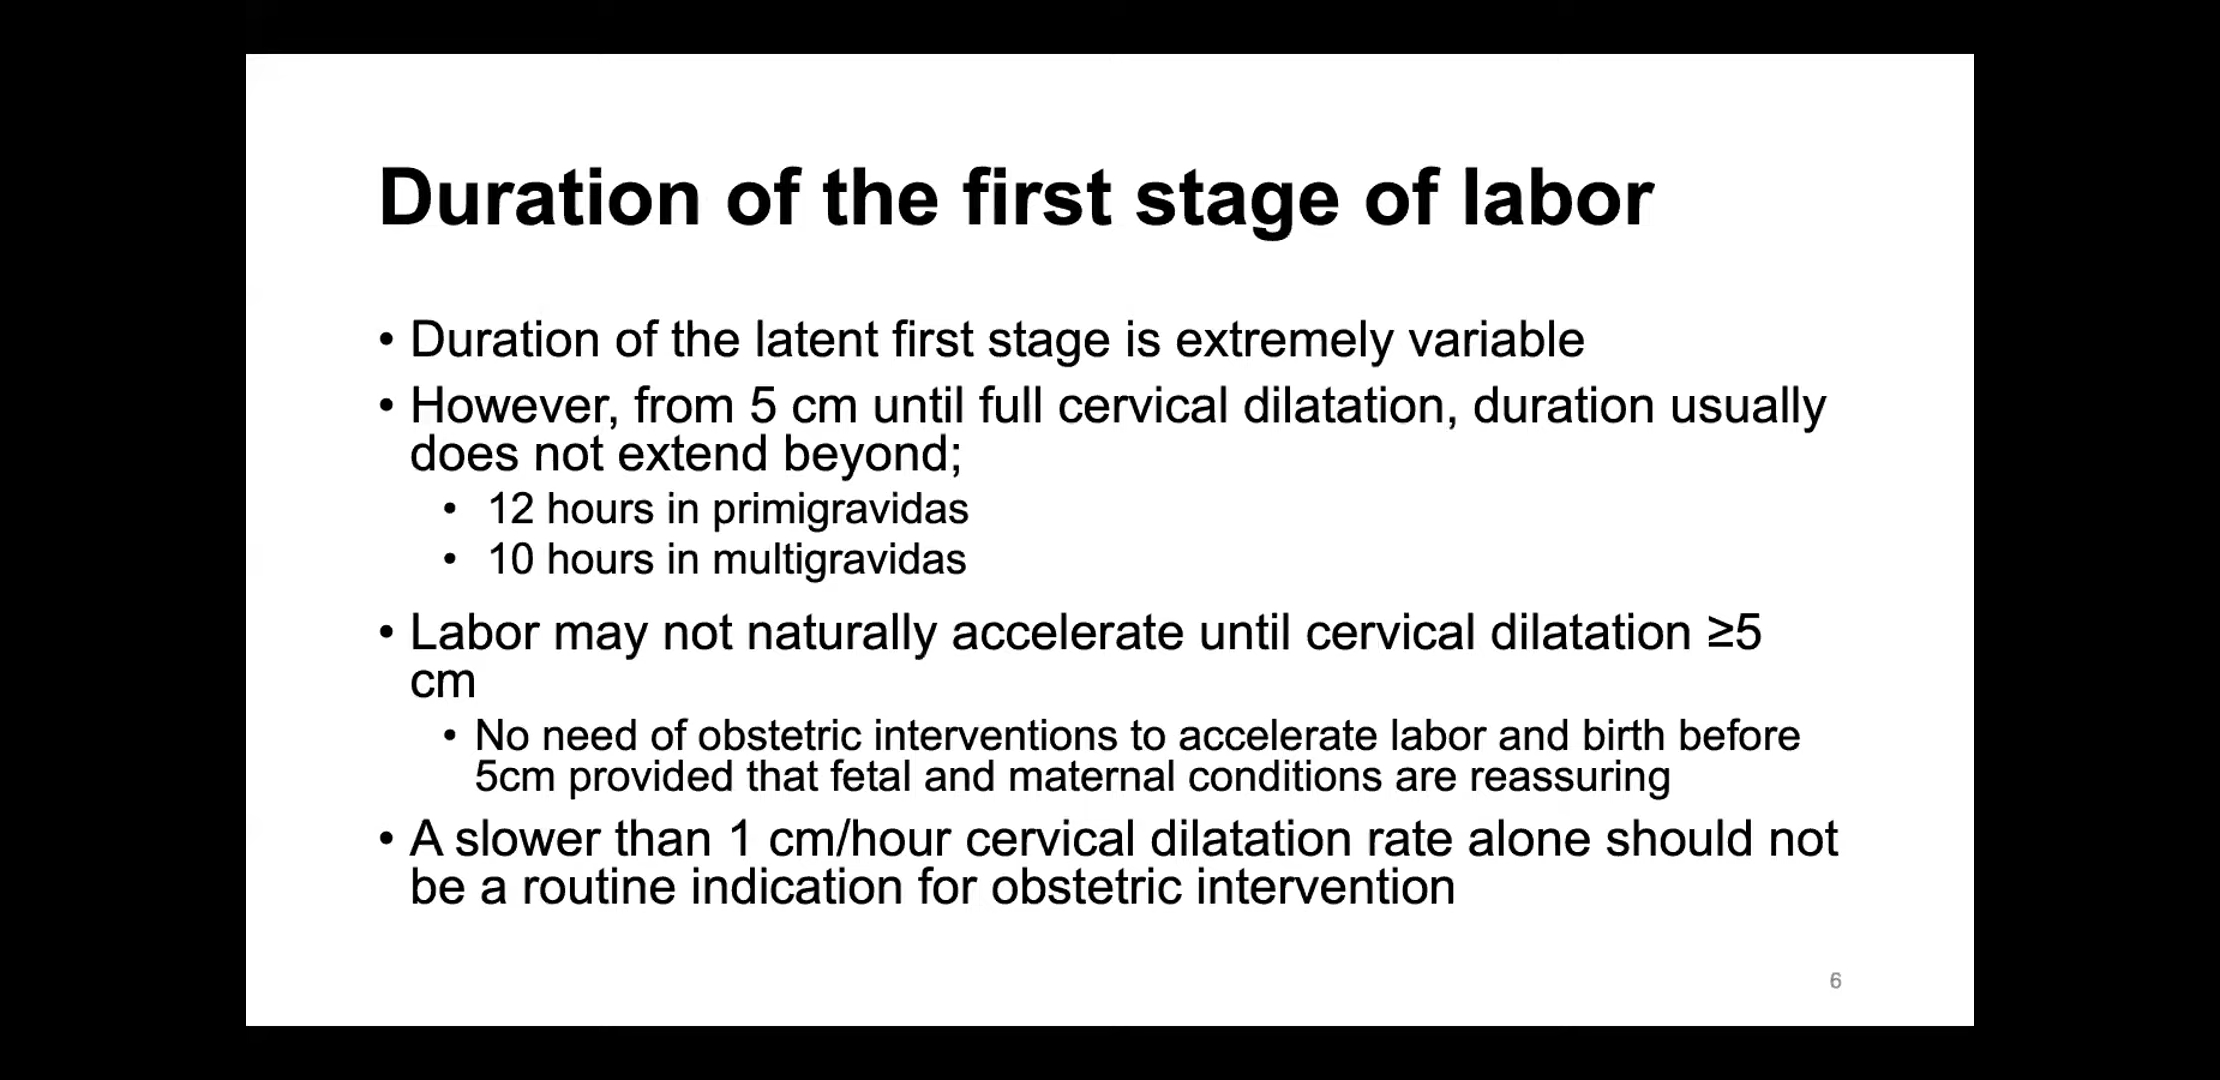 Duration of the first stage of labor
• Duration of the latent first stage is extremely variable
• However, from 5 cm until full cervical dilatation, duration usually
does not extend beyond;
• 12 hours in primigravidas
• 10 hours in multigravidas
• Labor may not naturally accelerate until cervical dilatation ≥5
cm
• No need of obstetric interventions to accelerate labor and birth before
5cm provided that fetal and maternal conditions are reassuring
• A slower than 1 cm/hour cervical dilatation rate alone should not
be a routine indication for obstetric intervention
6